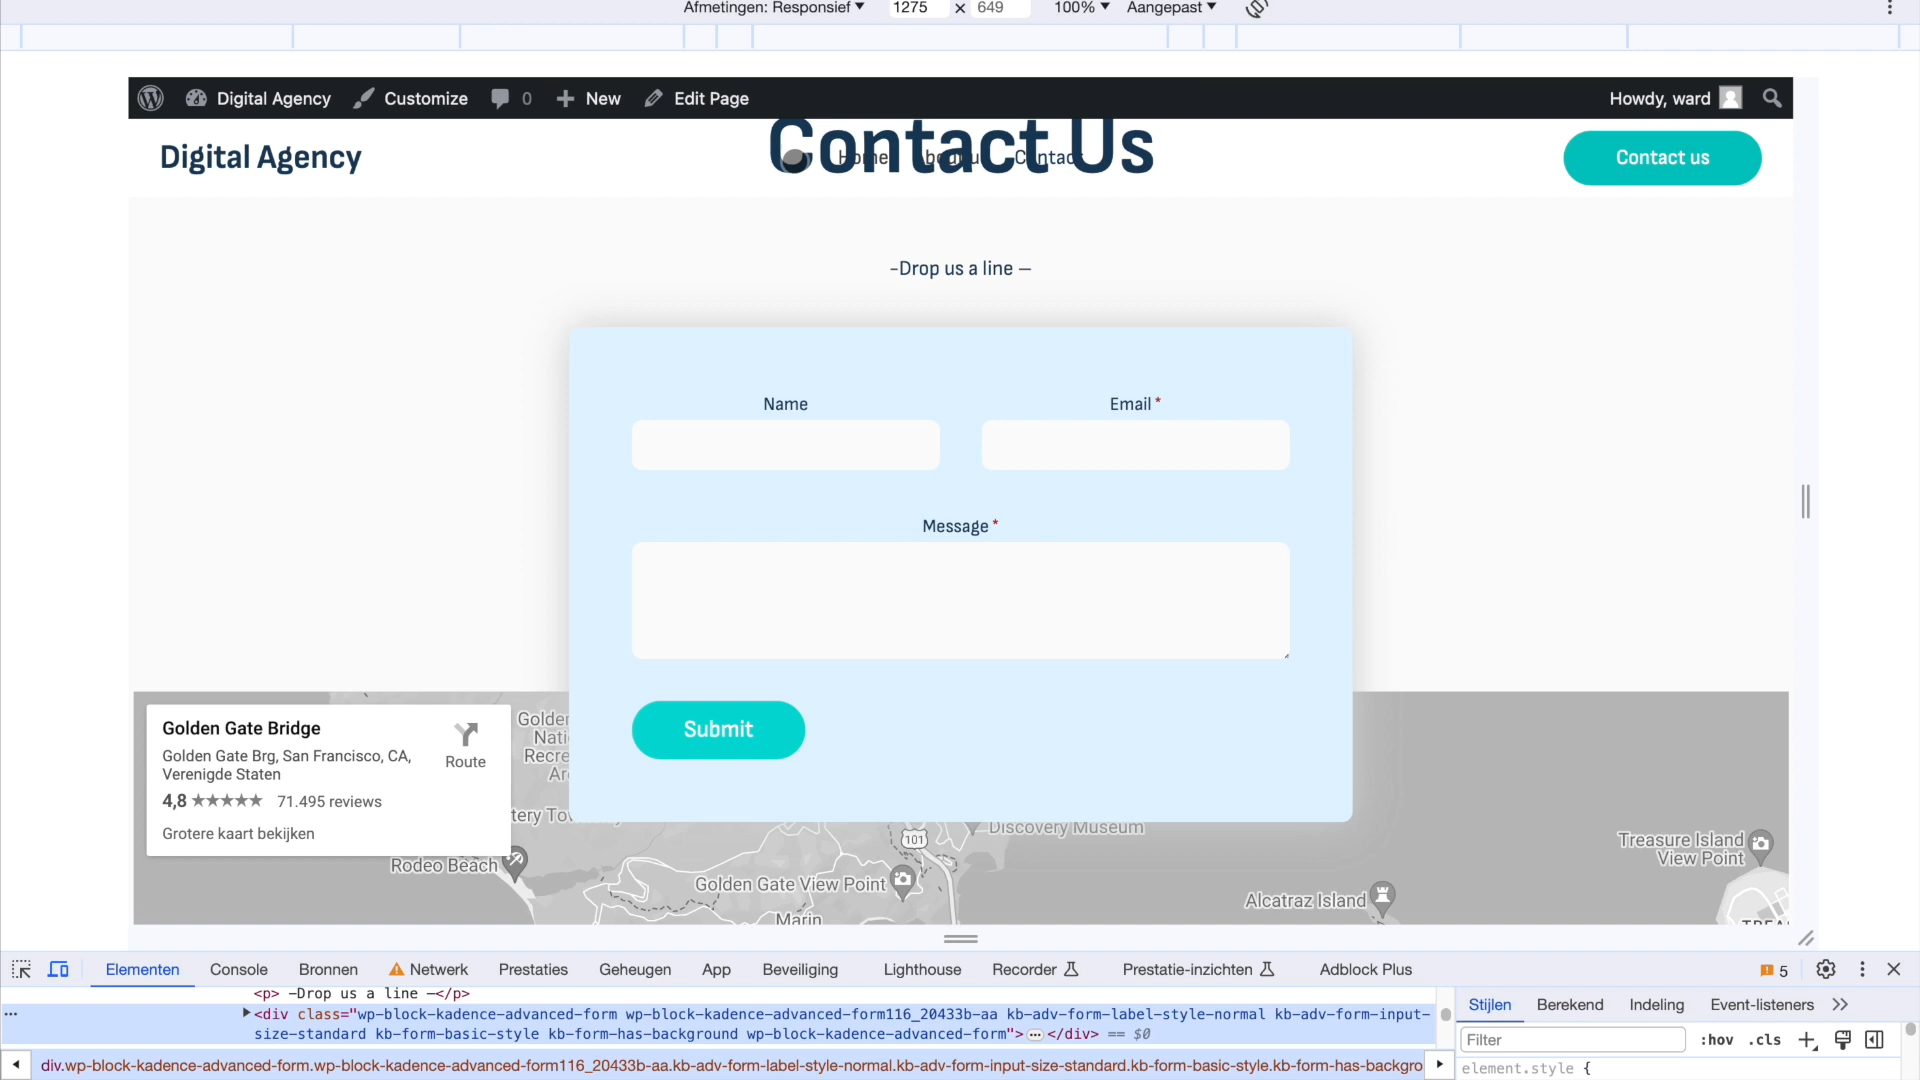 Afmetingen: Responsief ▼ 1275 × 649 100% ▼ Aangepast ▼
Digital Agency Customize 0 New Edit Page Howdy, ward
Digital Agency
Contact Us
Home Contact
Contact us
-Drop us a line –
Name Email *
Message *
Submit
Golden Gate Bridge
Golden Gate Brg, San Francisco, CA,
Verenigde Staten
4,8 ★★★★★ 71.495 reviews
Grotere kaart bekijken
Route
Rodeo Beach
101
Discovery Museum
Golden Gate View Point
Marin
Alcatraz Island
Treasure Island
View Point
Elementen Console Bronnen Netwerk Prestaties Geheugen App Beveiliging Lighthouse Recorder Prestatie-inzichten Adblock Plus 5
<p> –Drop us a line –</p>
<div class="wp-block-kadence-advanced-form wp-block-kadence-advanced-form116_20433b-aa kb-adv-form-label-style-normal kb-adv-form-input-
size-standard kb-form-basic-style kb-form-has-background wp-block-kadence-advanced-form">…</div> == $0
div.wp-block-kadence-advanced-form.wp-block-kadence-advanced-form116_20433b-aa.kb-adv-form-label-style-normal.kb-adv-form-input-size-standard.kb-form-basic-style.kb-form-has-backgro
Stijlen Berekend Indeling Event-listeners
Filter :hov .cls
element.style {